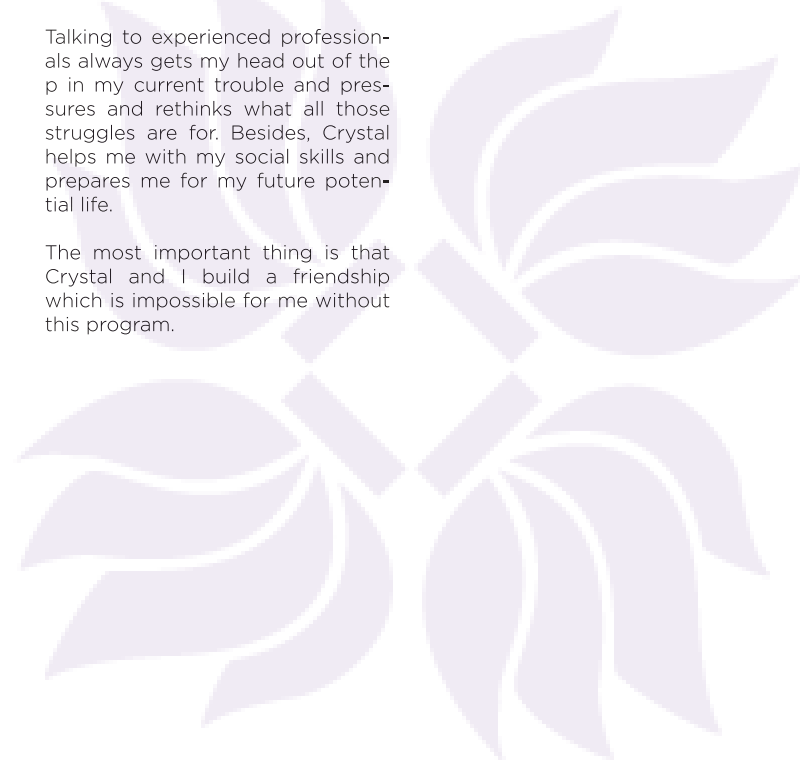 Talking to experienced profession-
als always gets my head out of the
p in my current trouble and pres-
sures and rethinks what all those
struggles are for. Besides, Crystal
helps me with my social skills and
prepares me for my future poten-
tial life.
The most important thing is that
Crystal and I build a friendship
which is impossible for me without
this program.